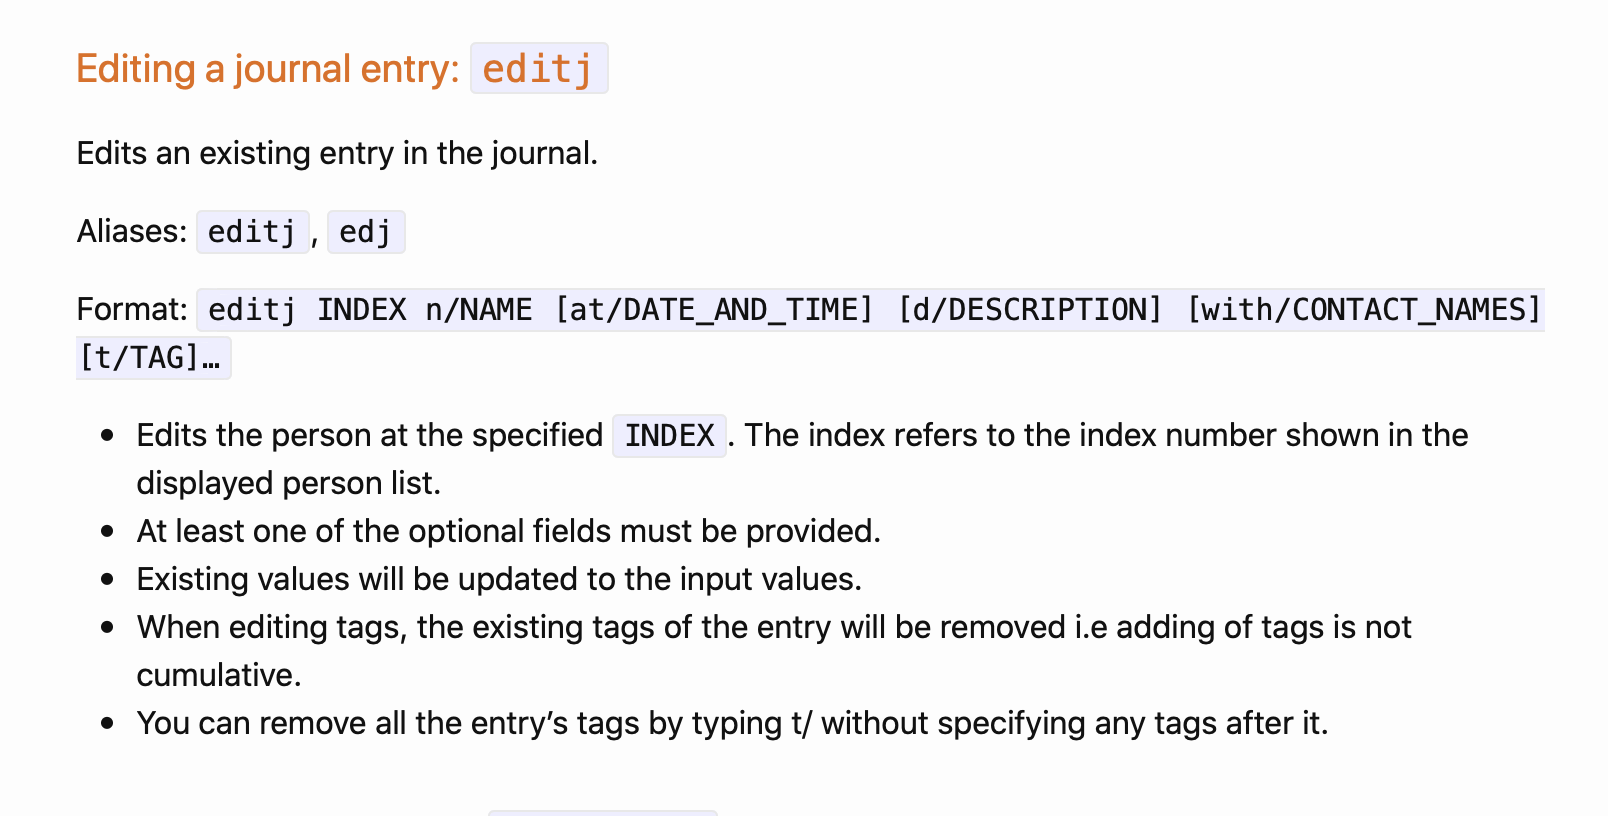 Editing a journal entry: editj
Edits an existing entry in the journal.
Aliases: editj, edj
Format: editj INDEX n/NAME [at/DATE_AND_TIME] [d/DESCRIPTION] [with/CONTACT_NAMES]
[t/TAG]…
• Edits the person at the specified INDEX. The index refers to the index number shown in the
displayed person list.
• At least one of the optional fields must be provided.
• Existing values will be updated to the input values.
• When editing tags, the existing tags of the entry will be removed i.e adding of tags is not
cumulative.
• You can remove all the entry’s tags by typing t/ without specifying any tags after it.